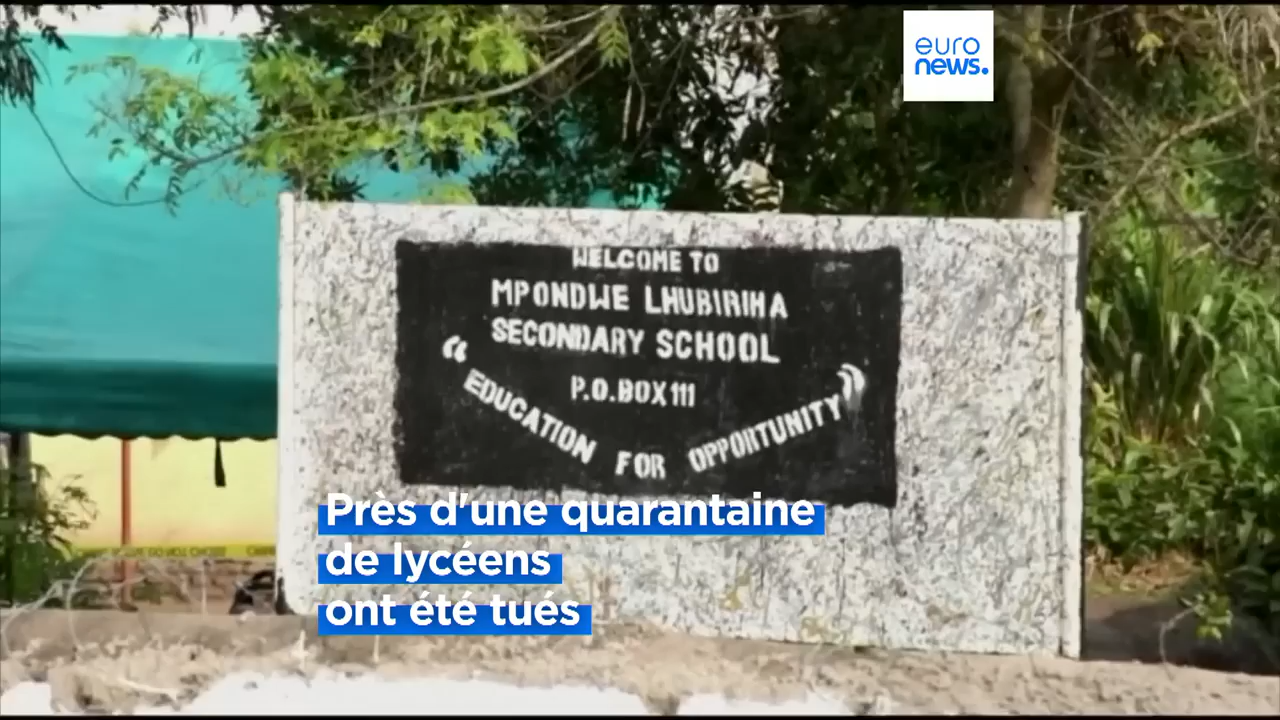 euro
news.
WELCOME TO
MPONDWE LHUBIRIHA
SECONDARY SCHOOL
P.O.BOX 111
“EDUCATION FOR OPPORTUNITY”
Près d'une quarantaine
de lycéens
ont été tués